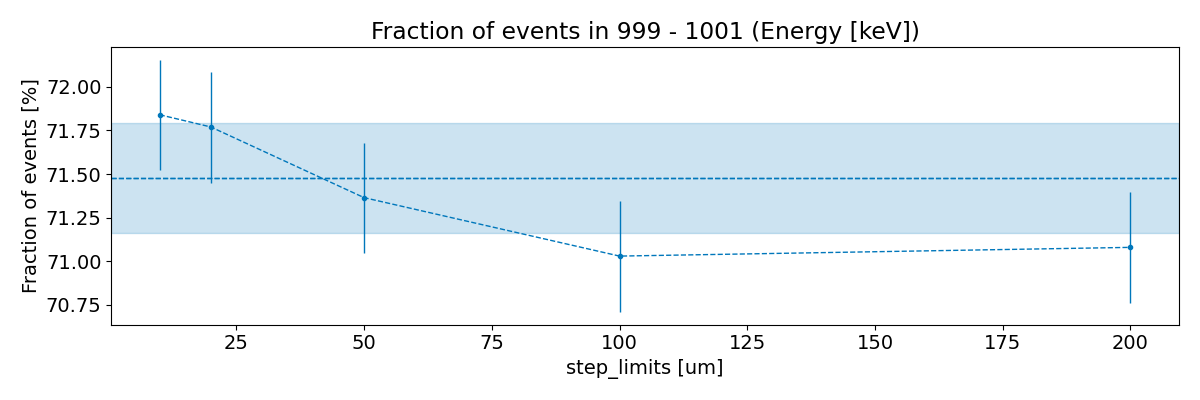 Fraction of events in 999 - 1001 (Energy [keV])
Fraction of events [%]
72.00
71.75
71.50
71.25
71.00
70.75
25 50 75 100 125 150 175 200
step_limits [um]